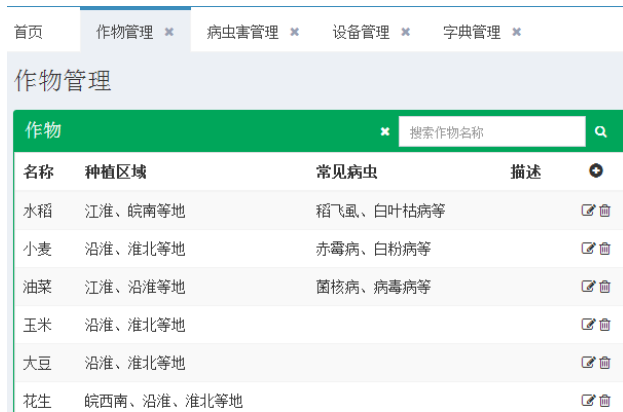 首页 作物管理 病虫害管理 设备管理 字典管理
作物管理
作物 搜索作物名称
名称 种植区域 常见病虫 描述
水稻 江淮、皖南等地 稻飞虱、白叶枯病等
小麦 沿淮、淮北等地 赤霉病、白粉病等
油菜 江淮、沿淮等地 菌核病、病毒病等
玉米 沿淮、淮北等地
大豆 沿淮、淮北等地
花生 皖西南、沿淮、淮北等地